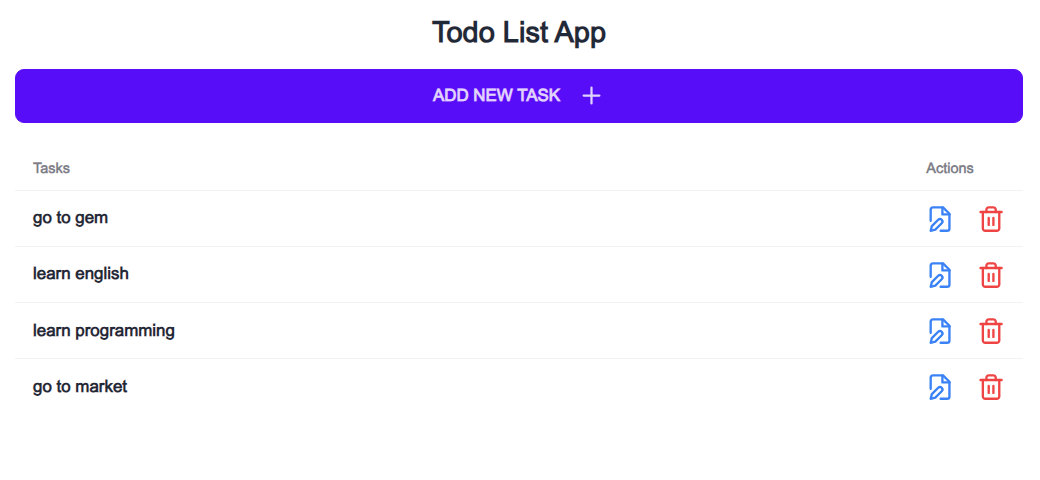 Todo List App
ADD NEW TASK
Tasks Actions
go to gem
learn english
learn programming
go to market